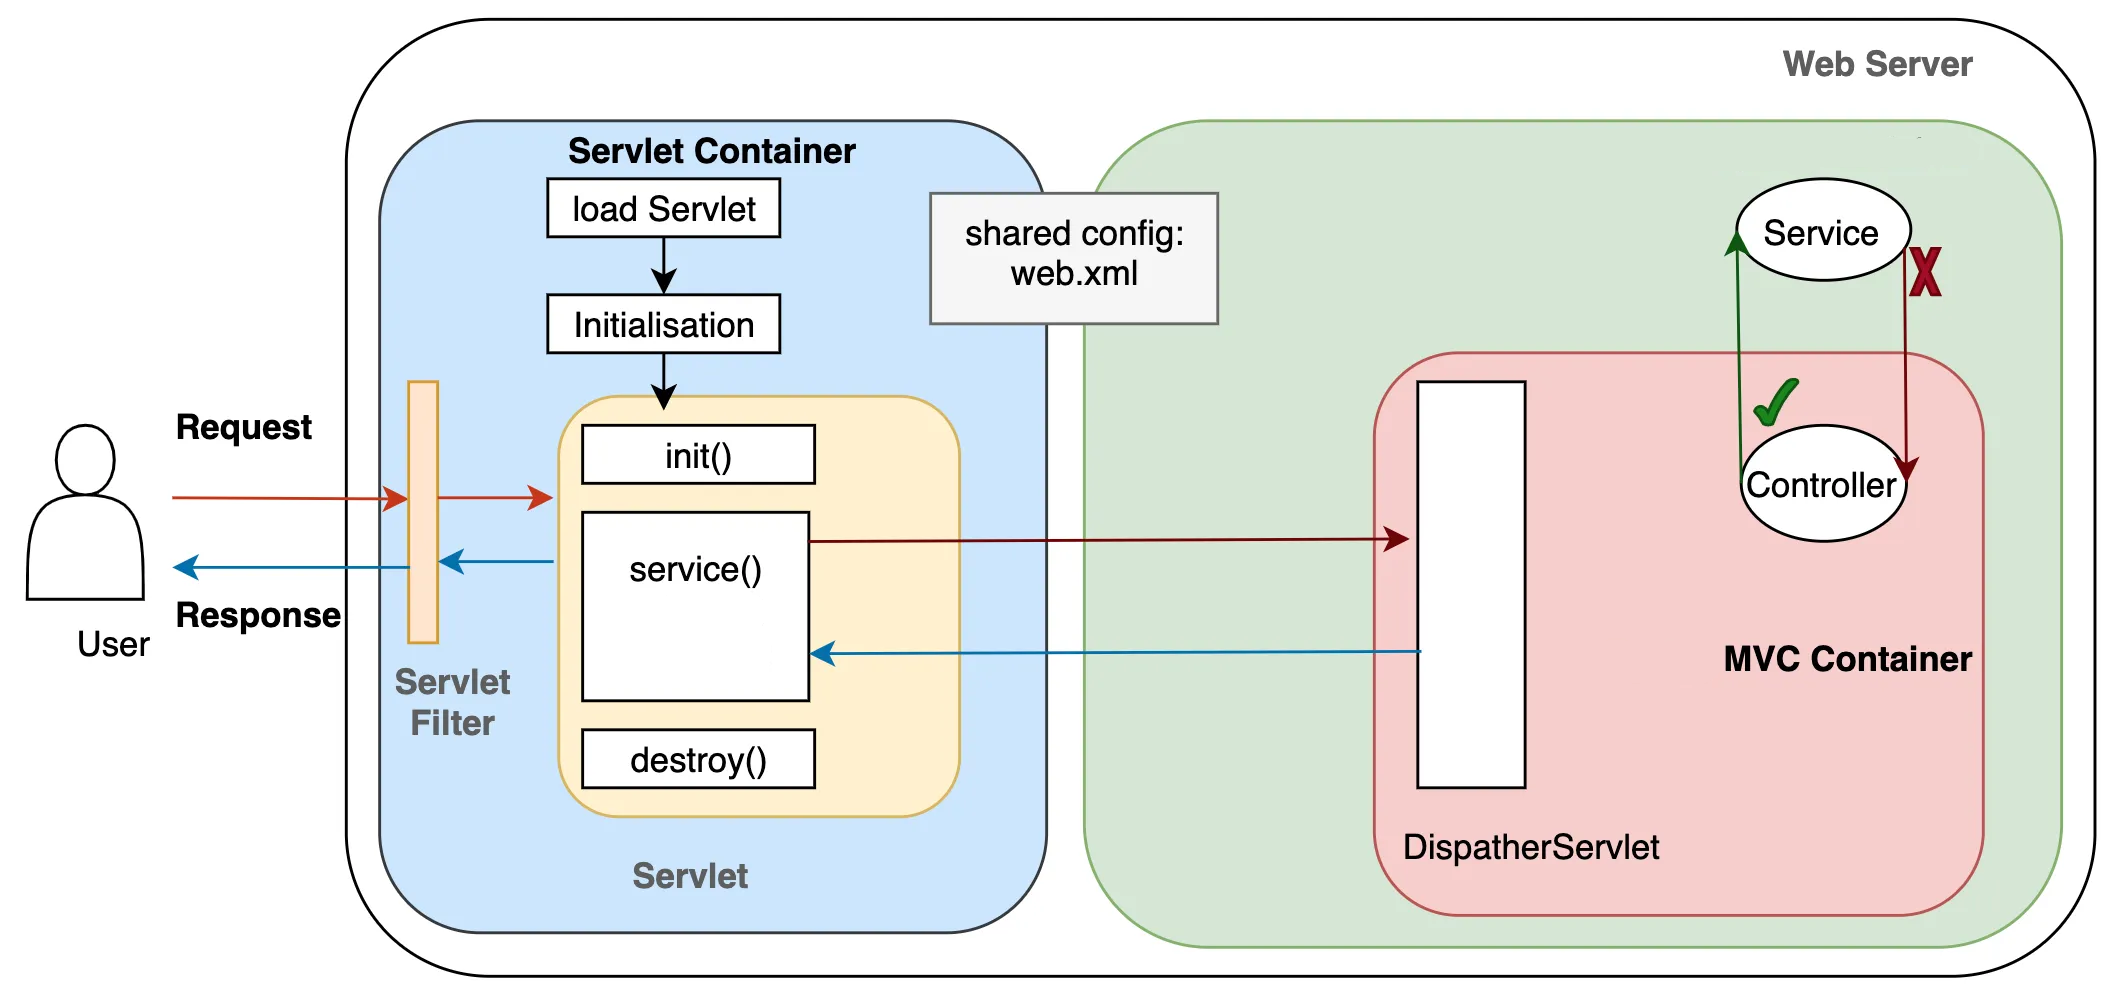 Web Server
Servlet Container
load Servlet
shared config:
web.xml
Service
X
Initialisation
Request
init()
Controller
service()
Response
User
MVC Container
Servlet
Filter
destroy()
DispatherServlet
Servlet